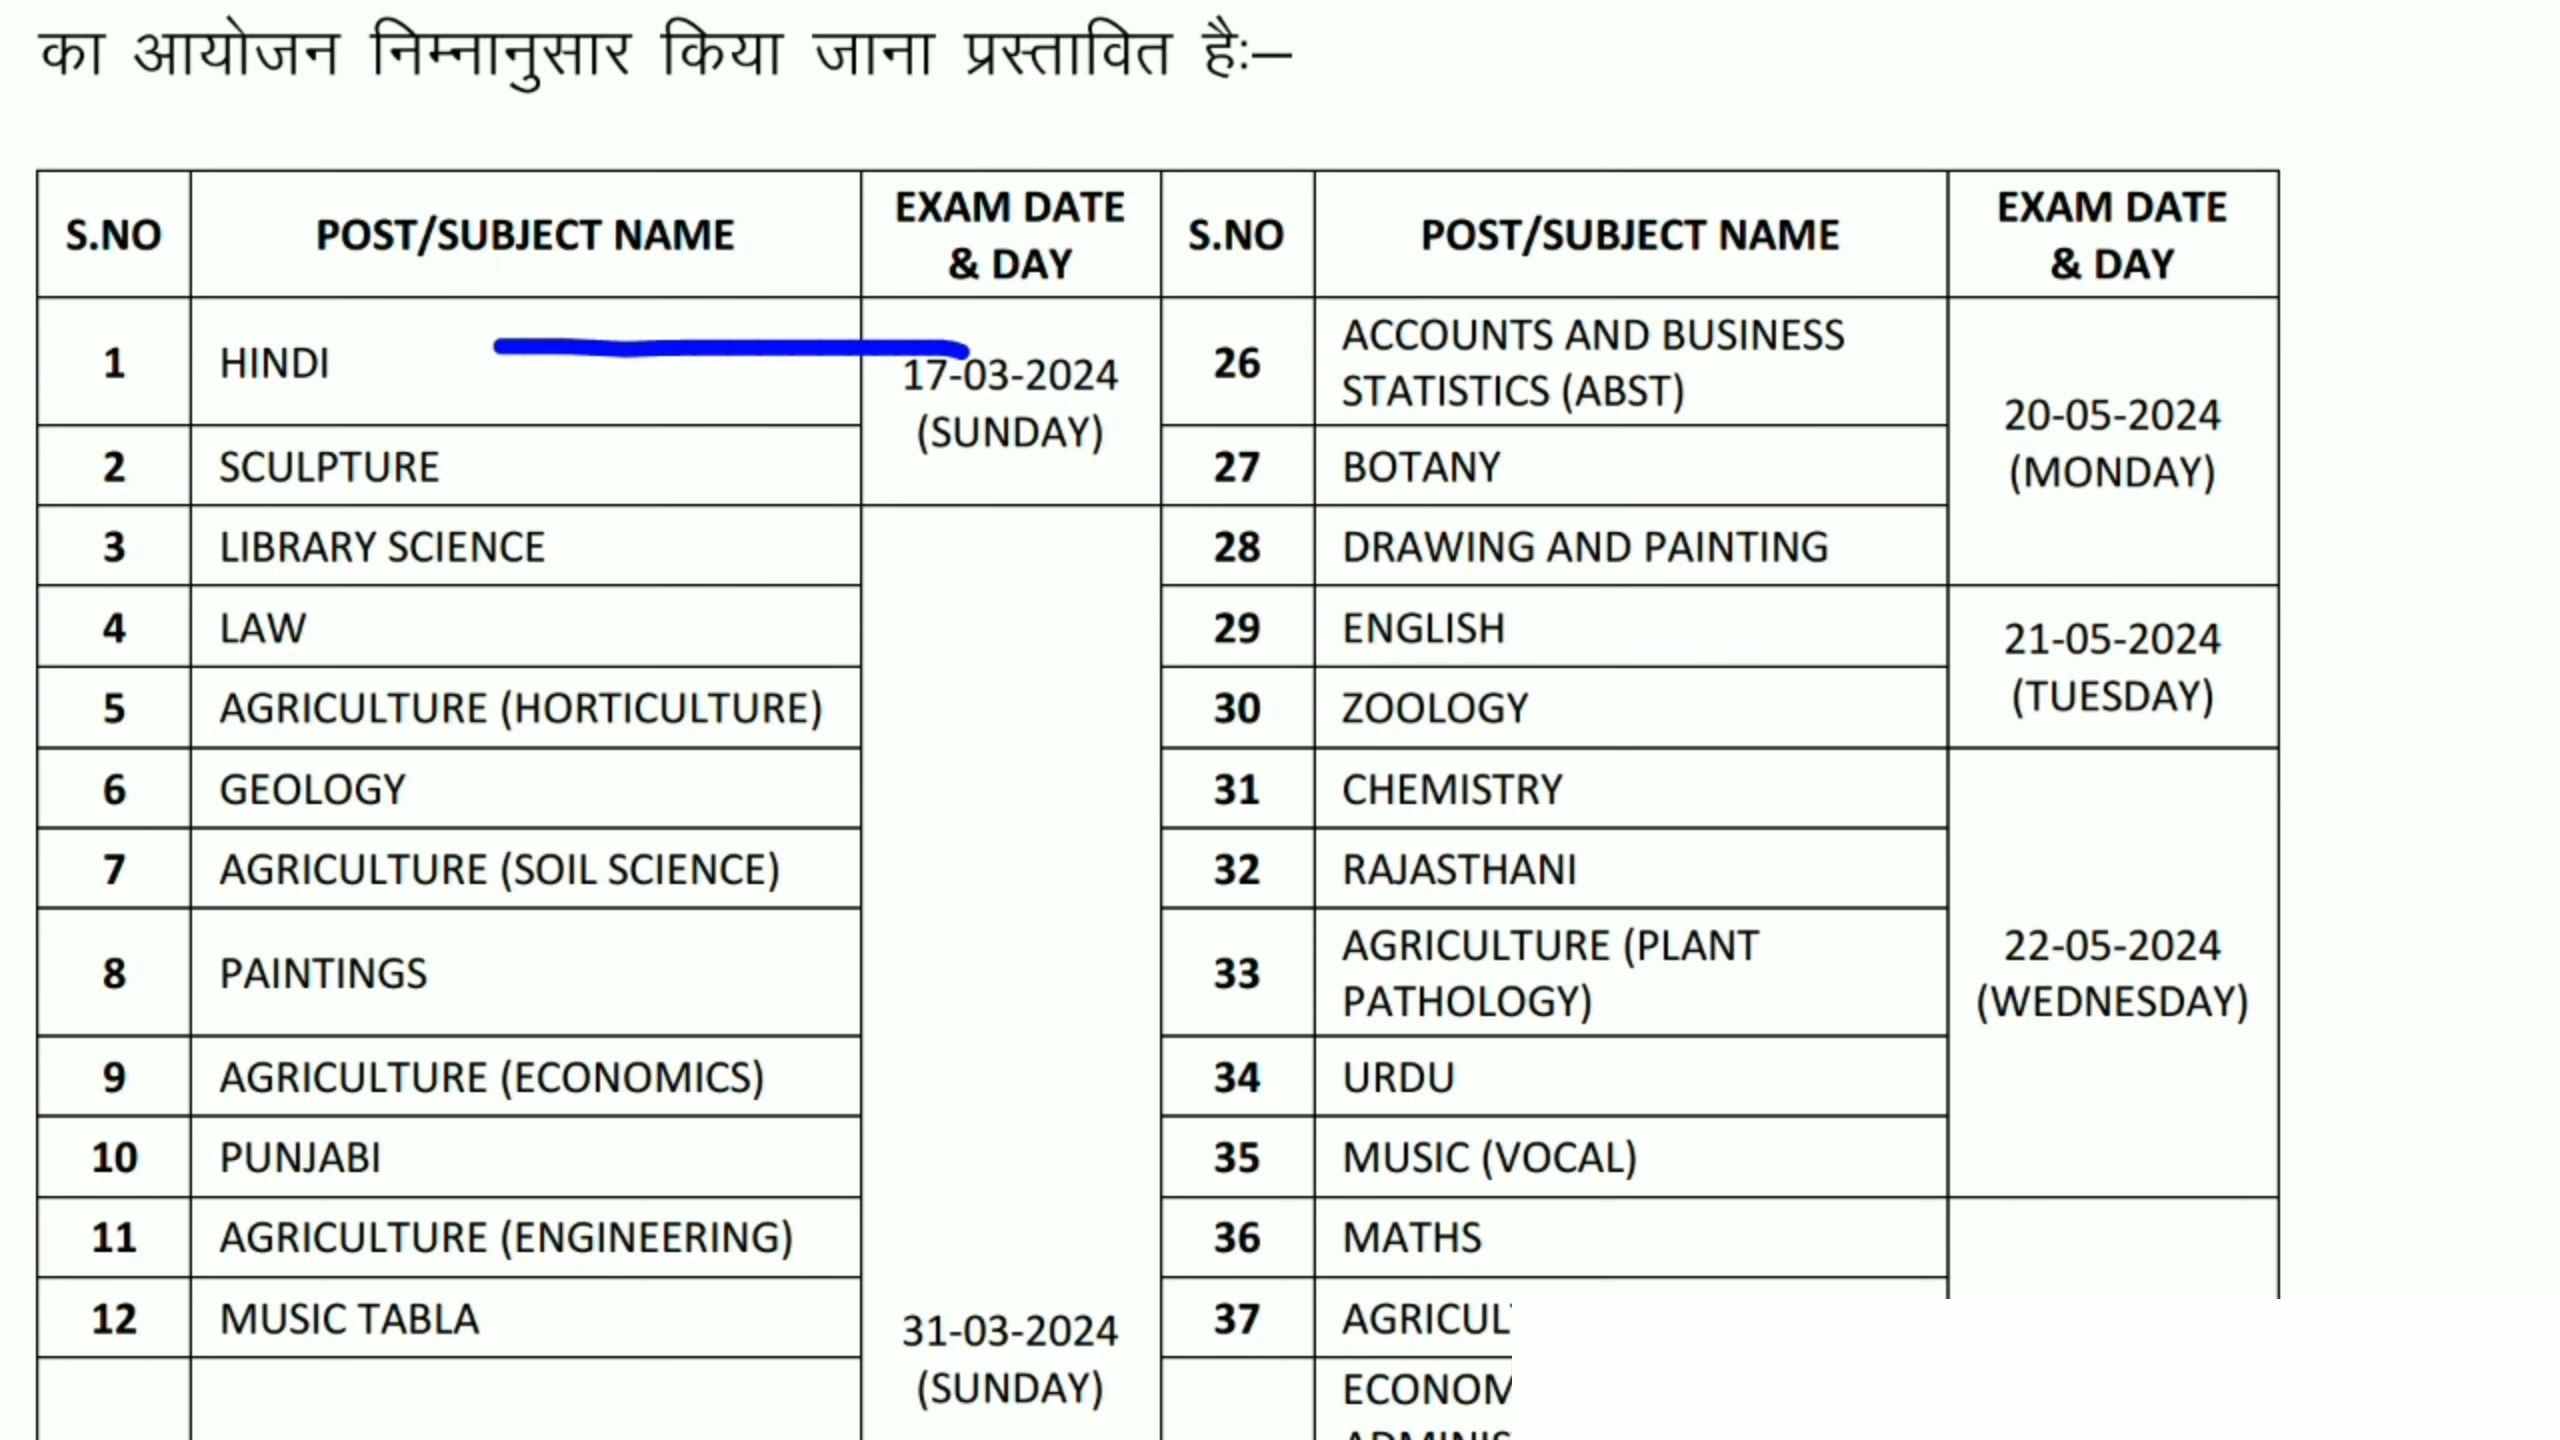 का आयोजन निम्नानुसार किया जाना प्रस्तावित है:–
S.NO POST/SUBJECT NAME EXAM DATE & DAY S.NO POST/SUBJECT NAME EXAM DATE & DAY
1 HINDI 17-03-2024 (SUNDAY) 26 ACCOUNTS AND BUSINESS STATISTICS (ABST) 20-05-2024 (MONDAY)
2 SCULPTURE 27 BOTANY
3 LIBRARY SCIENCE 28 DRAWING AND PAINTING
4 LAW 29 ENGLISH 21-05-2024 (TUESDAY)
5 AGRICULTURE (HORTICULTURE) 30 ZOOLOGY
6 GEOLOGY 31 CHEMISTRY
7 AGRICULTURE (SOIL SCIENCE) 32 RAJASTHANI
8 PAINTINGS 33 AGRICULTURE (PLANT PATHOLOGY) 22-05-2024 (WEDNESDAY)
9 AGRICULTURE (ECONOMICS) 34 URDU
10 PUNJABI 35 MUSIC (VOCAL)
11 AGRICULTURE (ENGINEERING) 36 MATHS
12 MUSIC TABLA 31-03-2024 (SUNDAY) 37 AGRICUL
ECONOM